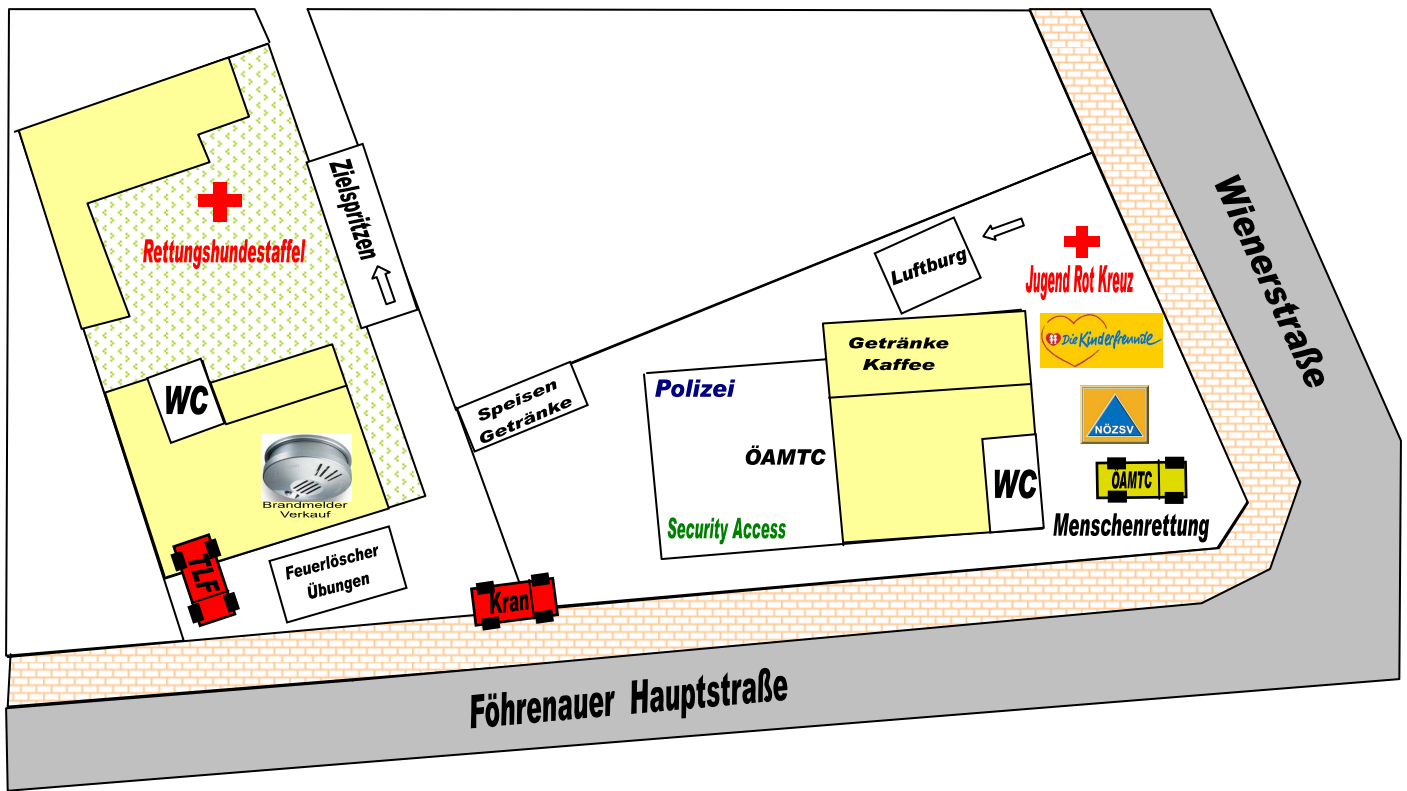 Zielspritzen
Rettungshundestaffel
Wienerstraße
Luftburg
Jugend Rot Kreuz
Die Kinderfreunde
Getränke
Kaffee
Speisen
Getränke
Polizei
ÖAMTC
Security Access
WC
WC
NÖZSV
ÖAMTC
Menschenrettung
Brandmelder
Verkauf
TLF
Feuerlöscher
Übungen
Kran
Föhrenauer Hauptstraße